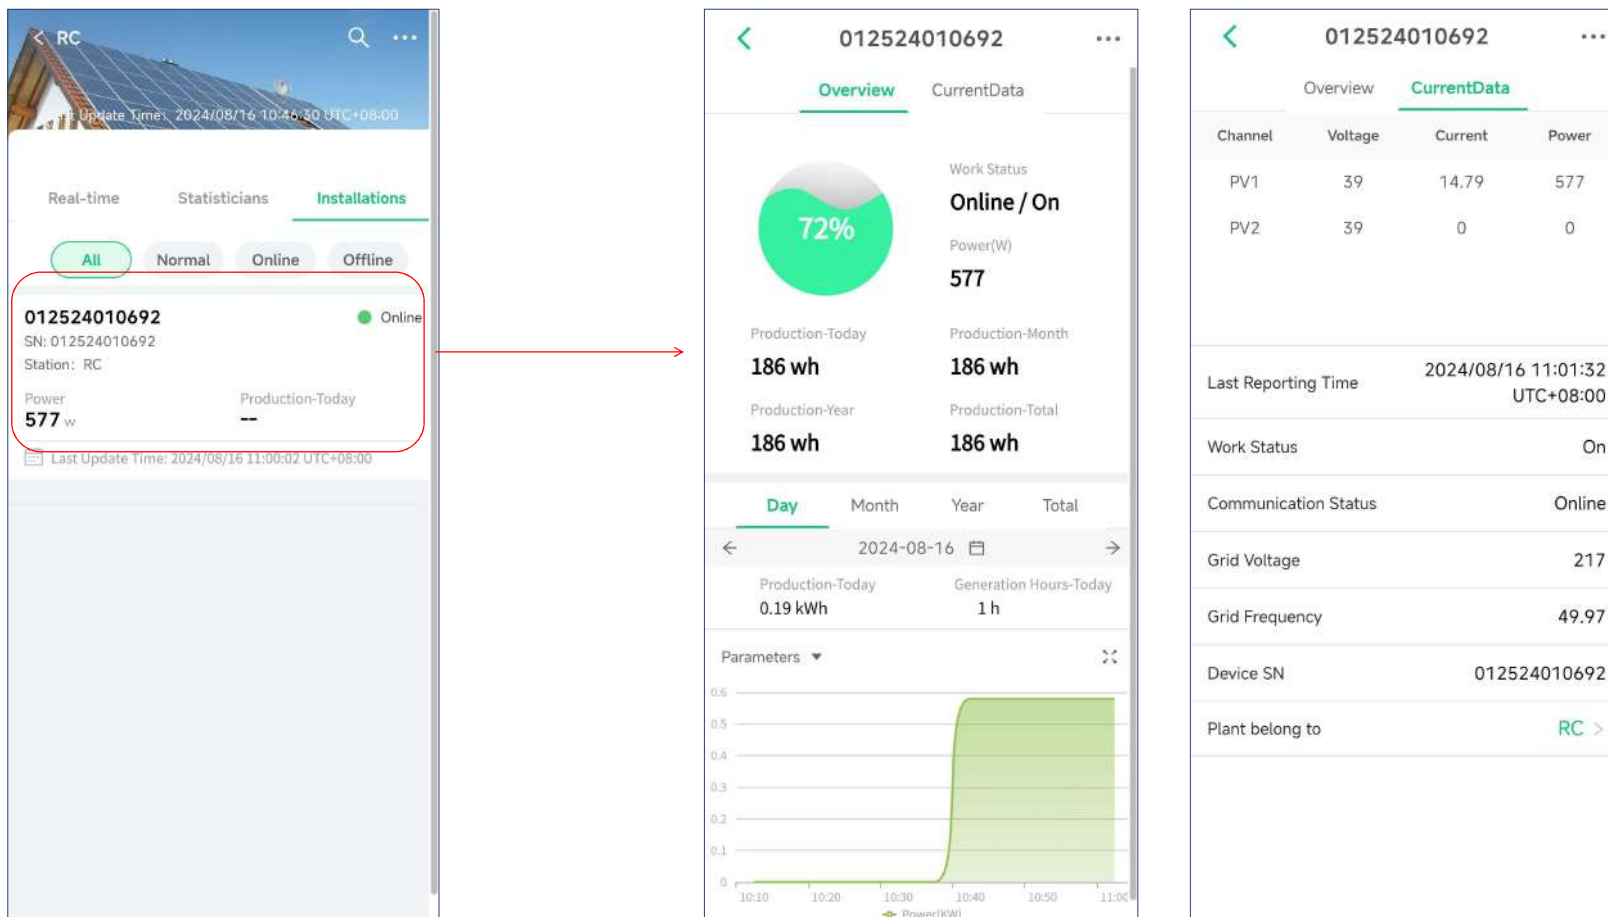 RC
Last Update Time: 2024/08/16 10:46:30 UTC+08:00
Real-time Statisticians Installations
All Normal Online Offline
012524010692 Online
SN: 012524010692
Station: RC
Power Production-Today
577 w --
Last Update Time: 2024/08/16 11:00:02 UTC+08:00
012524010692
Overview CurrentData
72%
Work Status
Online / On
Power(W)
577
Production-Today Production-Month
186 wh 186 wh
Production-Year Production-Total
186 wh 186 wh
Day Month Year Total
2024-08-16
Production-Today Generation Hours-Today
0.19 kWh 1 h
Parameters
0.6
0.5
0.4
0.3
0.2
0.1
0
10:10 10:20 10:30 10:40 10:50 11:00
Power(KW)
012524010692
Overview CurrentData
Channel Voltage Current Power
PV1 39 14.79 577
PV2 39 0 0
Last Reporting Time 2024/08/16 11:01:32
UTC+08:00
Work Status On
Communication Status Online
Grid Voltage 217
Grid Frequency 49.97
Device SN 012524010692
Plant belong to RC